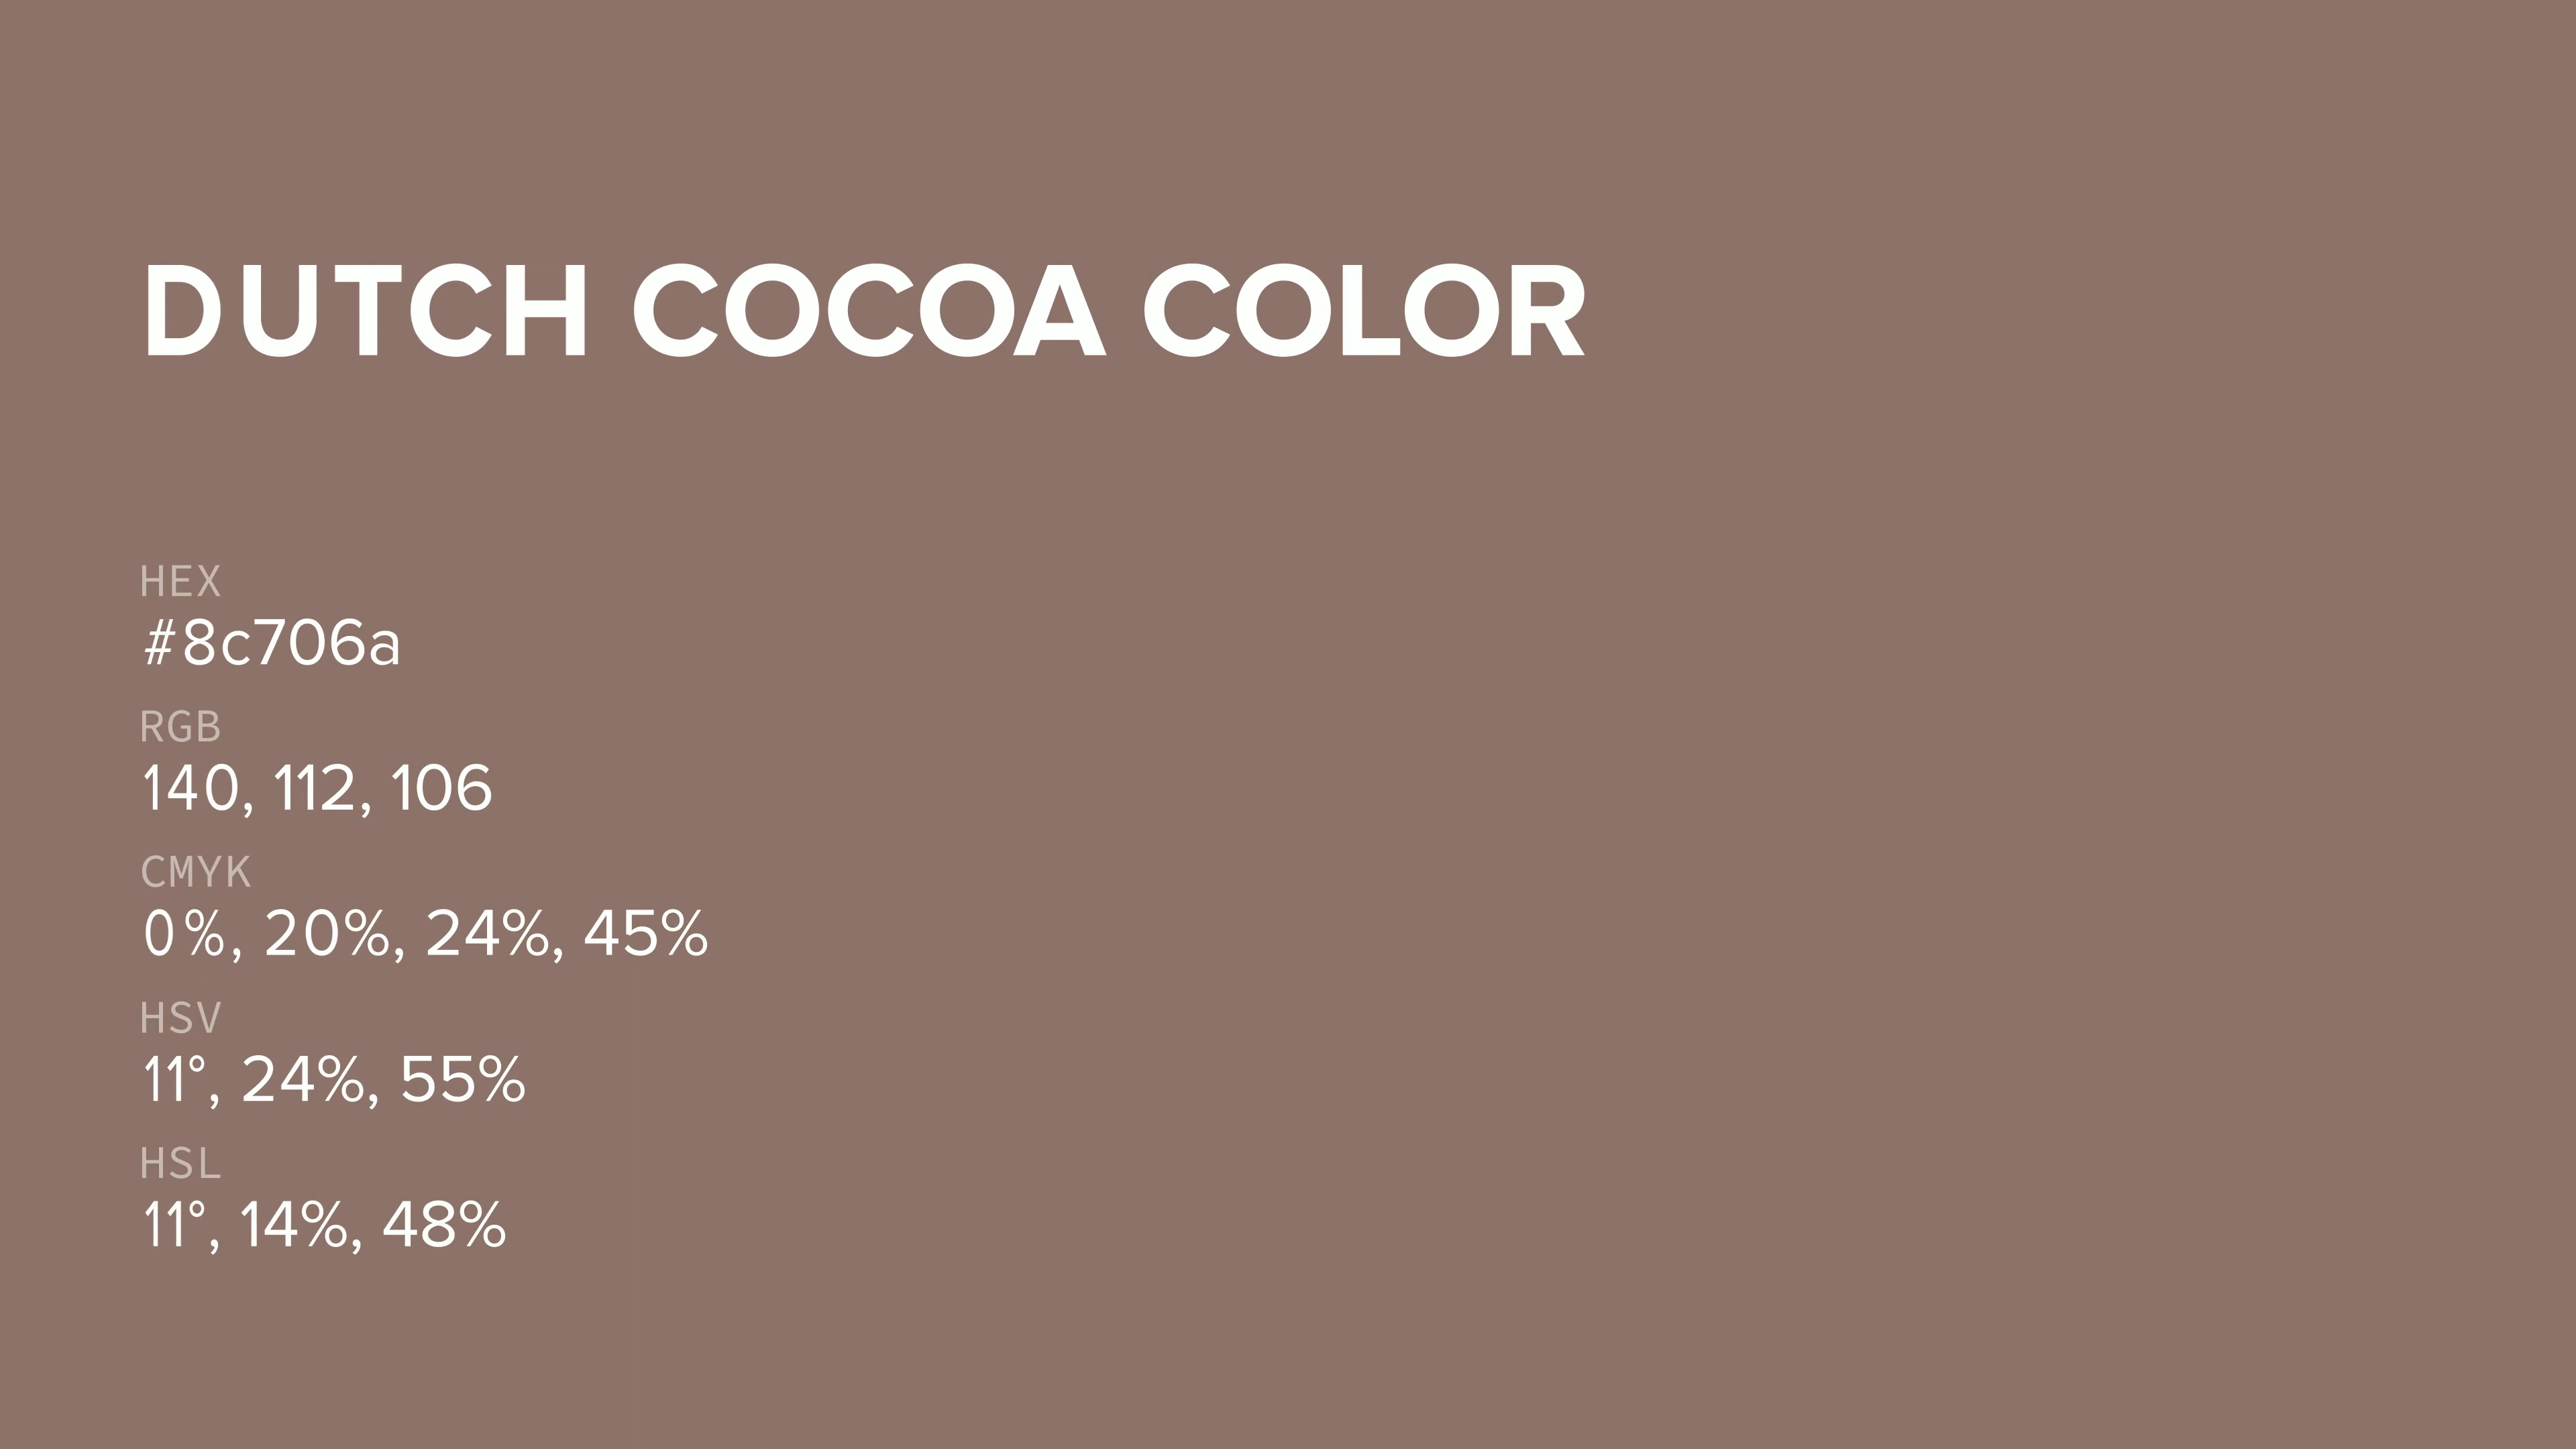 DUTCH COCOA COLOR
HEX
#8c706a
RGB
140, 112, 106
CMYK
0%, 20%, 24%, 45%
HSV
11°, 24%, 55%
HSL
11°, 14%, 48%